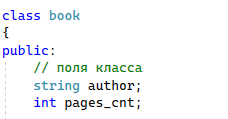 class book
{
public:
// поля класса
string author;
int pages_cnt;